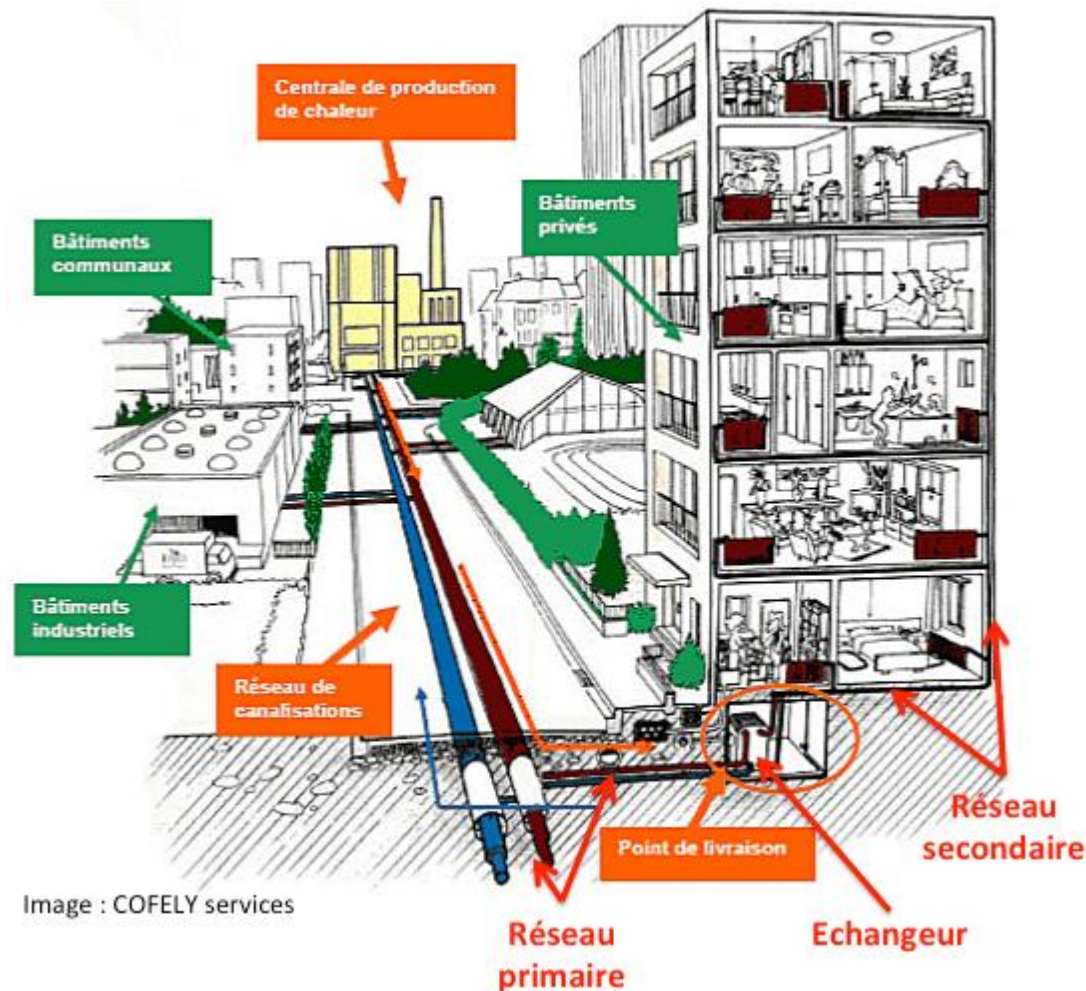 Centrale de production
de chaleur
Bâtiments
communaux
Bâtiments
privés
Bâtiments
industriels
Réseau de
canalisations
Point de livraison
Réseau
secondaire
Image : COFELY services
Réseau
primaire
Echangeur